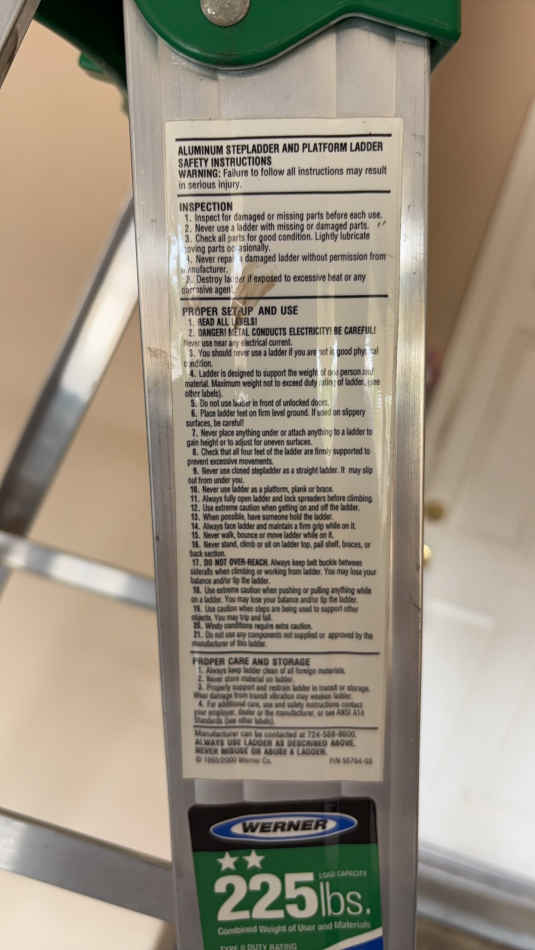 ALUMINUM STEPLADDER AND PLATFORM LADDER
SAFETY INSTRUCTIONS
WARNING: Failure to follow all instructions may result
in serious injury.
INSPECTION
1. Inspect for damaged or missing parts before each use.
2. Never use a ladder with missing or damaged parts.
3. Check all parts for good condition. Lightly lubricate
moving parts occasionally.
4. Never repair a damaged ladder without permission from
manufacturer.
5. Destroy ladder if exposed to excessive heat or any
corrosive agent.
PROPER SET-UP AND USE
1. READ ALL LABELS!
2. DANGER! METAL CONDUCTS ELECTRICITY! BE CAREFUL!
Never use near any electrical current.
3. You should never use a ladder if you are not in good physical
condition.
4. Ladder is designed to support the weight of one person and
material. Maximum weight not to exceed duty rating of ladder. (see
other labels).
5. Do not use ladder in front of unlocked doors.
6. Place ladder feet on firm level ground. If used on slippery
surfaces, be careful!
7. Never place anything under or attach anything to a ladder to
gain height or to adjust for uneven surfaces.
8. Check that all four feet of the ladder are firmly supported to
prevent excessive movements.
9. Never use closed stepladder as a straight ladder. It may slip
out from under you.
10. Never use ladder as a platform, plank or brace.
11. Always fully open ladder and lock spreaders before climbing.
12. Use extreme caution when getting on and off the ladder.
13. When possible, have someone hold the ladder.
14. Always face ladder and maintain a firm grip while on it.
15. Never walk, bounce or move ladder while on it.
16. Never stand, climb or sit on ladder top, pail shelf, braces, or
back section.
17. DO NOT OVER-REACH. Always keep belt buckle between
siderails when climbing or working from ladder. You may lose your
balance and/or tip the ladder.
18. Use extreme caution when pushing or pulling anything while
on a ladder. You may lose your balance and/or tip the ladder.
19. Use caution when steps are being used to support other
objects. You may trip and fall.
20. Windy conditions require extra caution.
21. Do not use any components not supplied or approved by the
manufacturer of this ladder.
PROPER CARE AND STORAGE
1. Always keep ladder clean of all foreign materials.
2. Never store material on ladder.
3. Properly support and restrain ladder in transit or storage.
Wear damage from transit vibration may weaken ladder.
4. For additional care, use and safety instructions contact
your employer, dealer or the manufacturer, or see ANSI A14
Standards (see other labels).
Manufacturer can be contacted at 724-588-8600.
ALWAYS USE LADDER AS DESCRIBED ABOVE.
NEVER MISUSE OR ABUSE A LADDER.
Werner Co.
WERNER
LOAD CAPACITY
225 lbs.
Combined Weight of User and Materials
TYPE II DUTY RATING